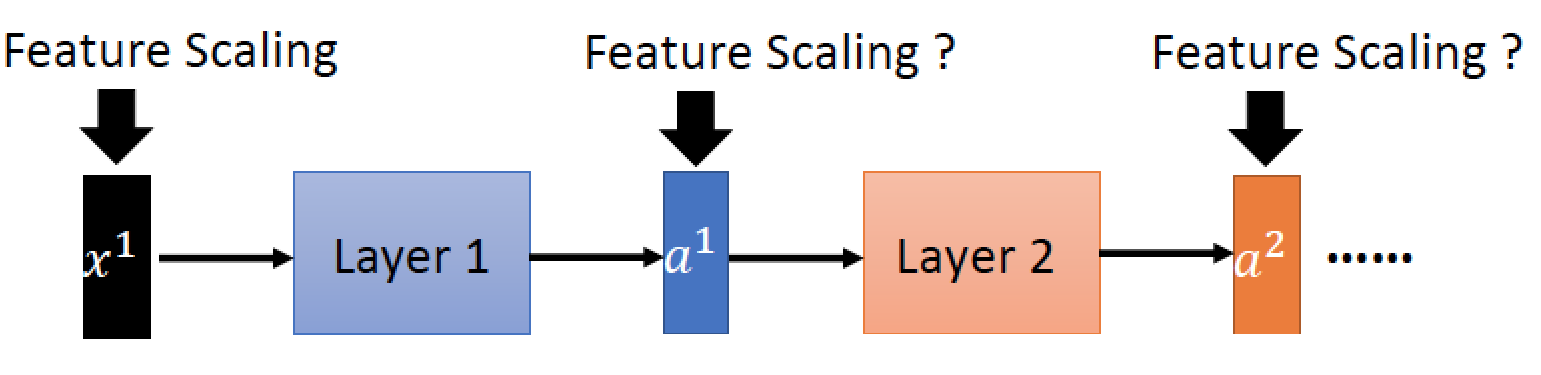 Feature Scaling Feature Scaling ? Feature Scaling ?
x¹ Layer 1 a¹ Layer 2 a² ······